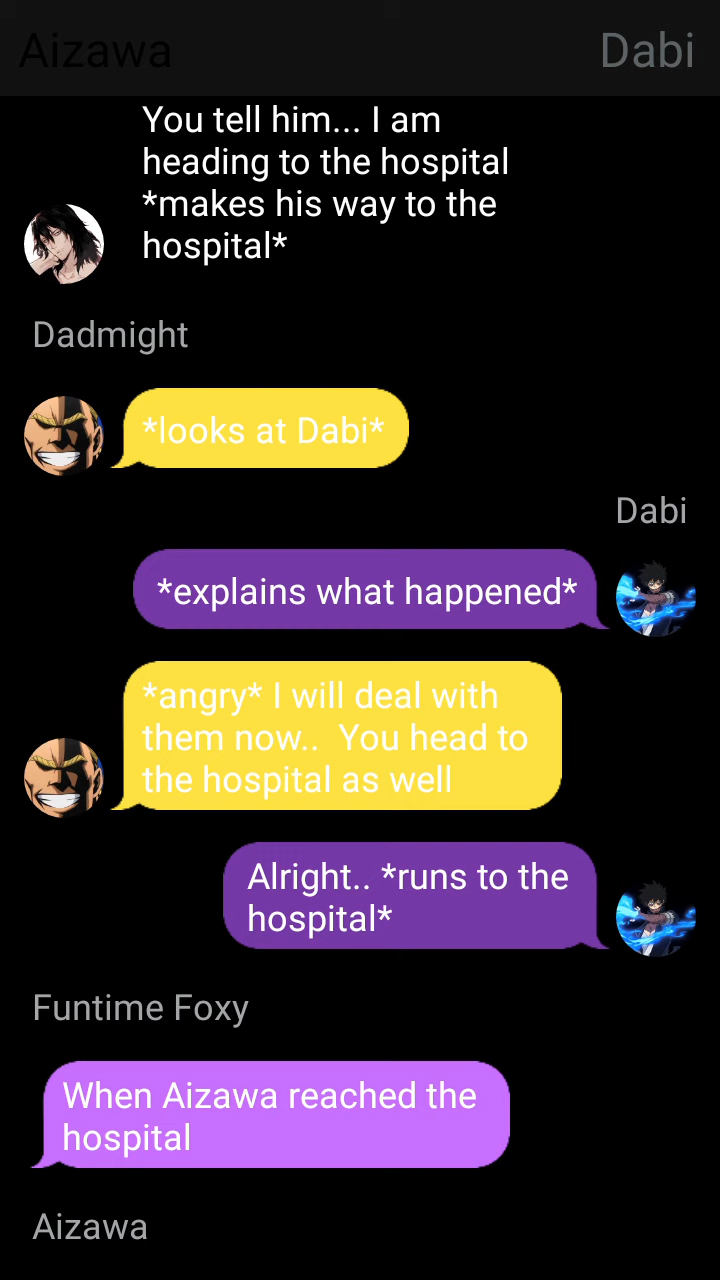 Aizawa
Dabi
You tell him... I am
heading to the hospital
*makes his way to the
hospital*
Dadmight
*looks at Dabi*
Dabi
*explains what happened*
*angry* I will deal with
them now..  You head to
the hospital as well
Alright.. *runs to the
hospital*
Funtime Foxy
When Aizawa reached the
hospital
Aizawa